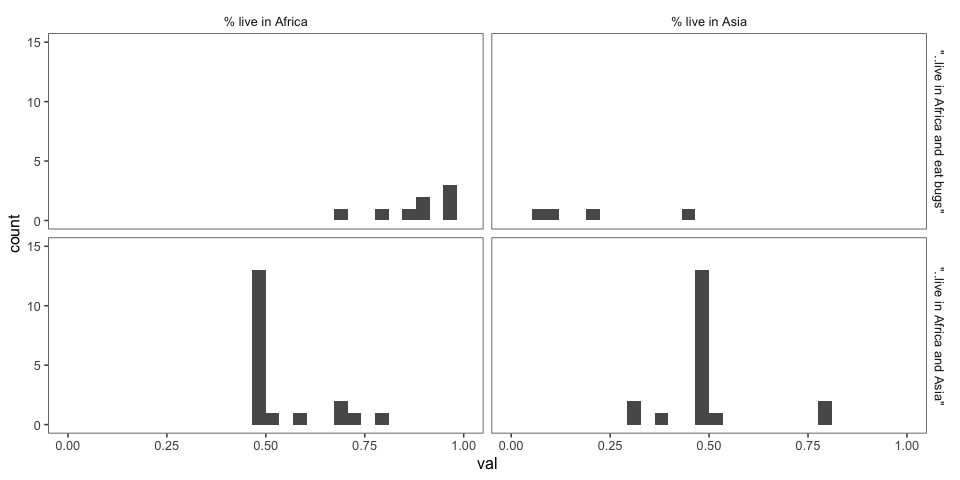 % live in Africa
% live in Asia
15
10
5
0
"..live in Africa and eat bugs"
count
15
10
5
0
"..live in Africa and Asia"
0.00 0.25 0.50 0.75 1.00
0.00 0.25 0.50 0.75 1.00
val